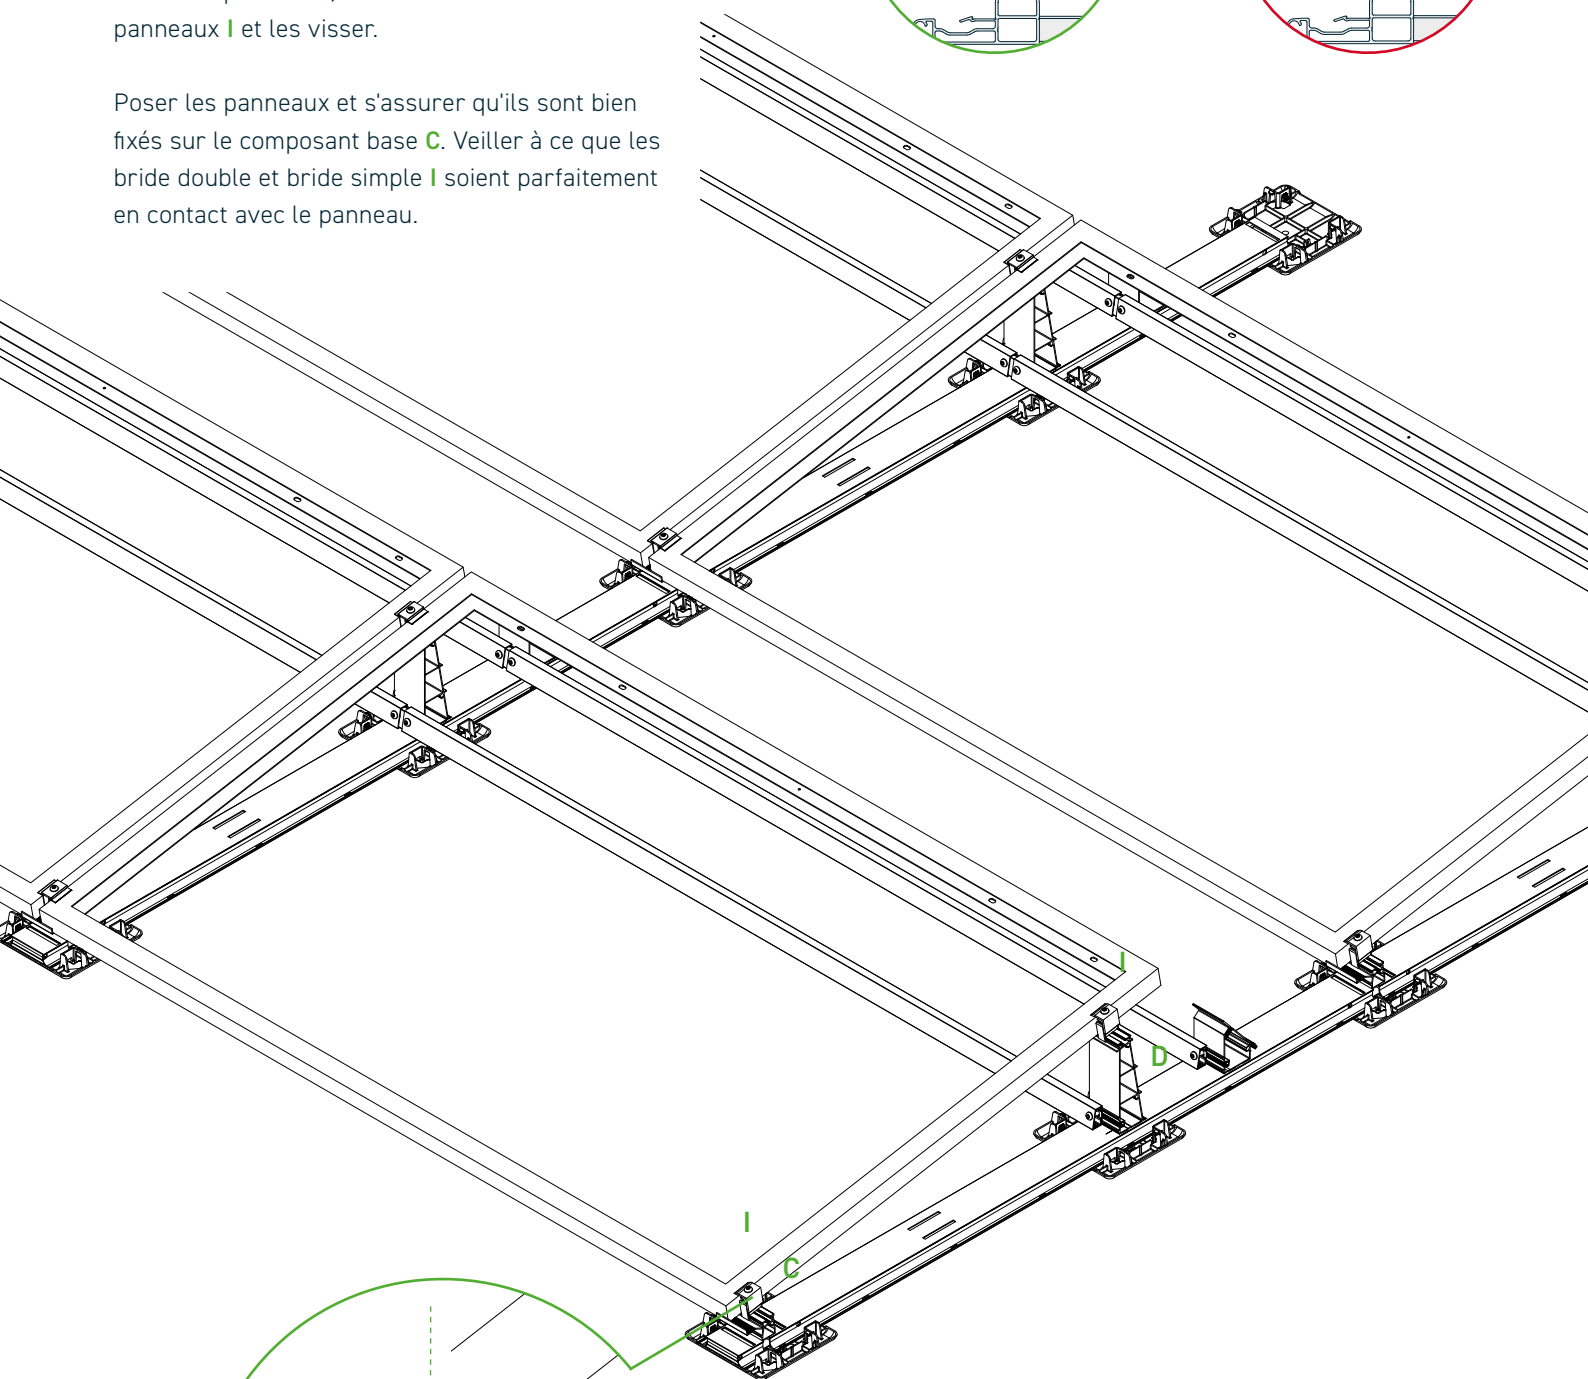 panneaux I et les visser.
Poser les panneaux et s'assurer qu'ils sont bien
fixés sur le composant base C. Veiller à ce que les
bride double et bride simple I soient parfaitement
en contact avec le panneau.
I
D
I
C